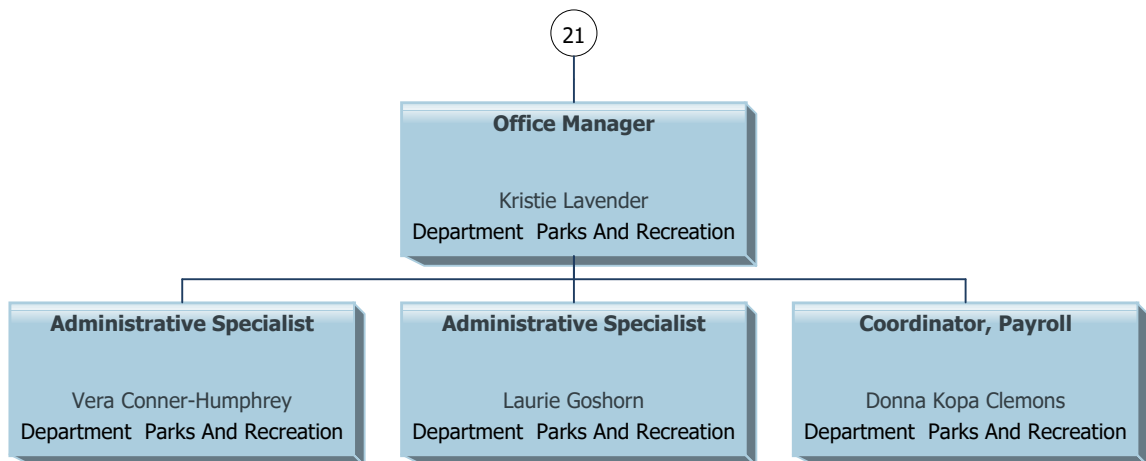 21
Office Manager
Kristie Lavender
Department Parks And Recreation
Administrative Specialist
Vera Conner-Humphrey
Department Parks And Recreation
Administrative Specialist
Laurie Goshorn
Department Parks And Recreation
Coordinator, Payroll
Donna Kopa Clemons
Department Parks And Recreation